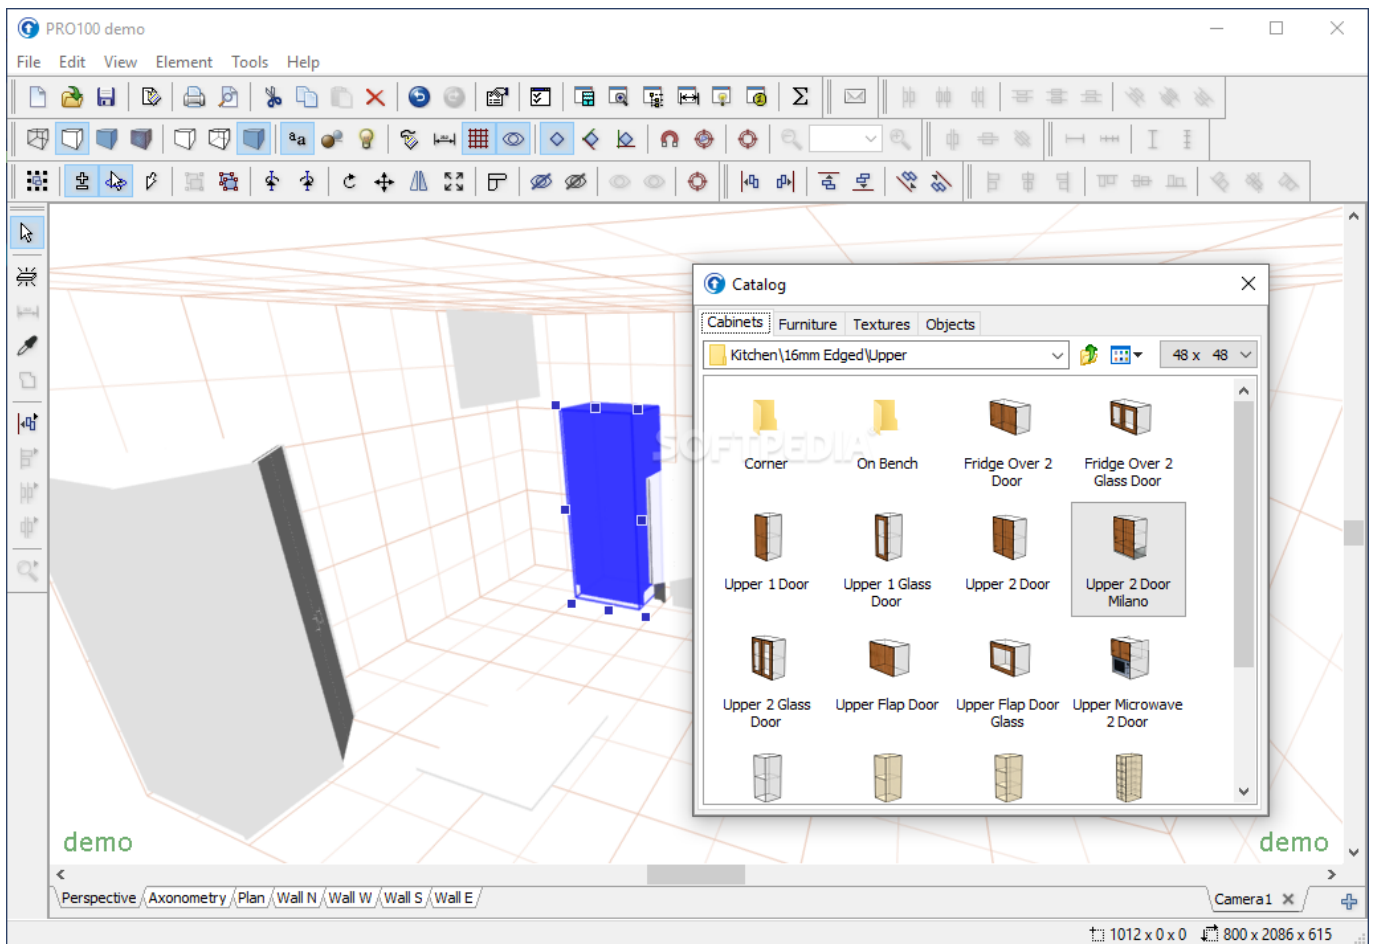 PRO100 demo
File Edit View Element Tools Help
Catalog
Cabinets Furniture Textures Objects
Kitchen\16mm Edged\Upper
48 x 48
SOFTPEDIA
Corner
On Bench
Fridge Over 2 Door
Fridge Over 2 Glass Door
Upper 1 Door
Upper 1 Glass Door
Upper 2 Door
Upper 2 Door Milano
Upper 2 Glass Door
Upper Flap Door
Upper Flap Door Glass
Upper Microwave 2 Door
demo
demo
Perspective Axonometry Plan Wall N Wall W Wall S Wall E
Camera1
1012 x 0 x 0 800 x 2086 x 615